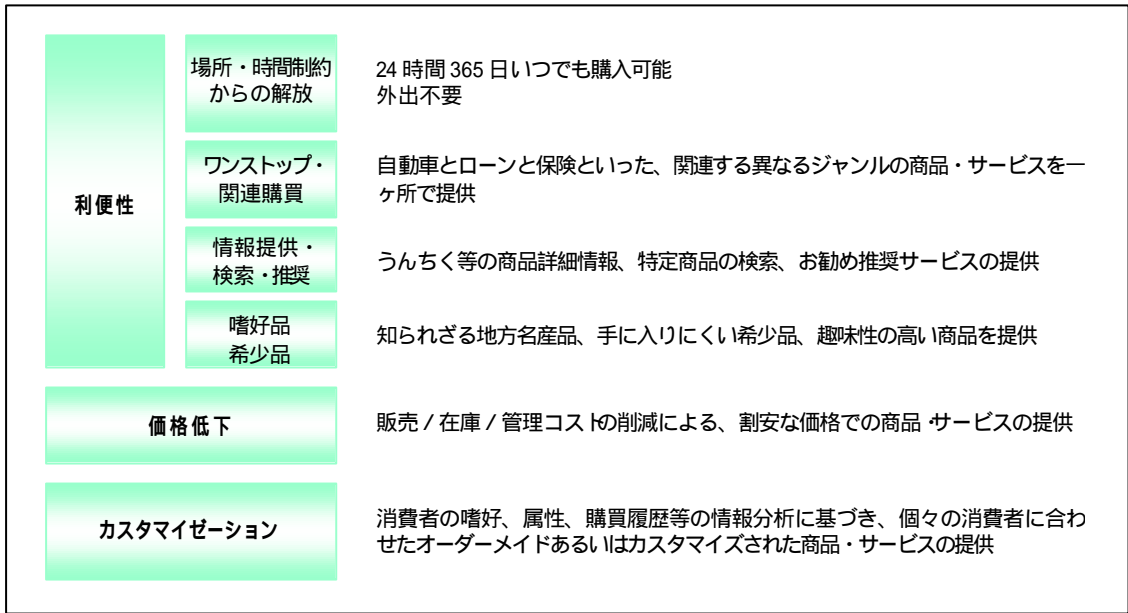 利便性
場所・時間制約
からの解放
24時間365日いつでも購入可能
外出不要
ワンストップ・
関連購買
自動車とローンと保険といった、関連する異なるジャンルの商品・サービスを一
ヶ所で提供
情報提供・
検索・推奨
うんちく等の商品詳細情報、特定商品の検索、お勧め推奨サービスの提供
嗜好品
希少品
知られざる地方名産品、手に入りにくい希少品、趣味性の高い商品を提供
価格低下
販売/在庫/管理コストの削減による、割安な価格での商品・サービスの提供
カスタマイゼーション
消費者の嗜好、属性、購買履歴等の情報分析に基づき、個々の消費者に合わ
せたオーダーメイドあるいはカスタマイズされた商品・サービスの提供